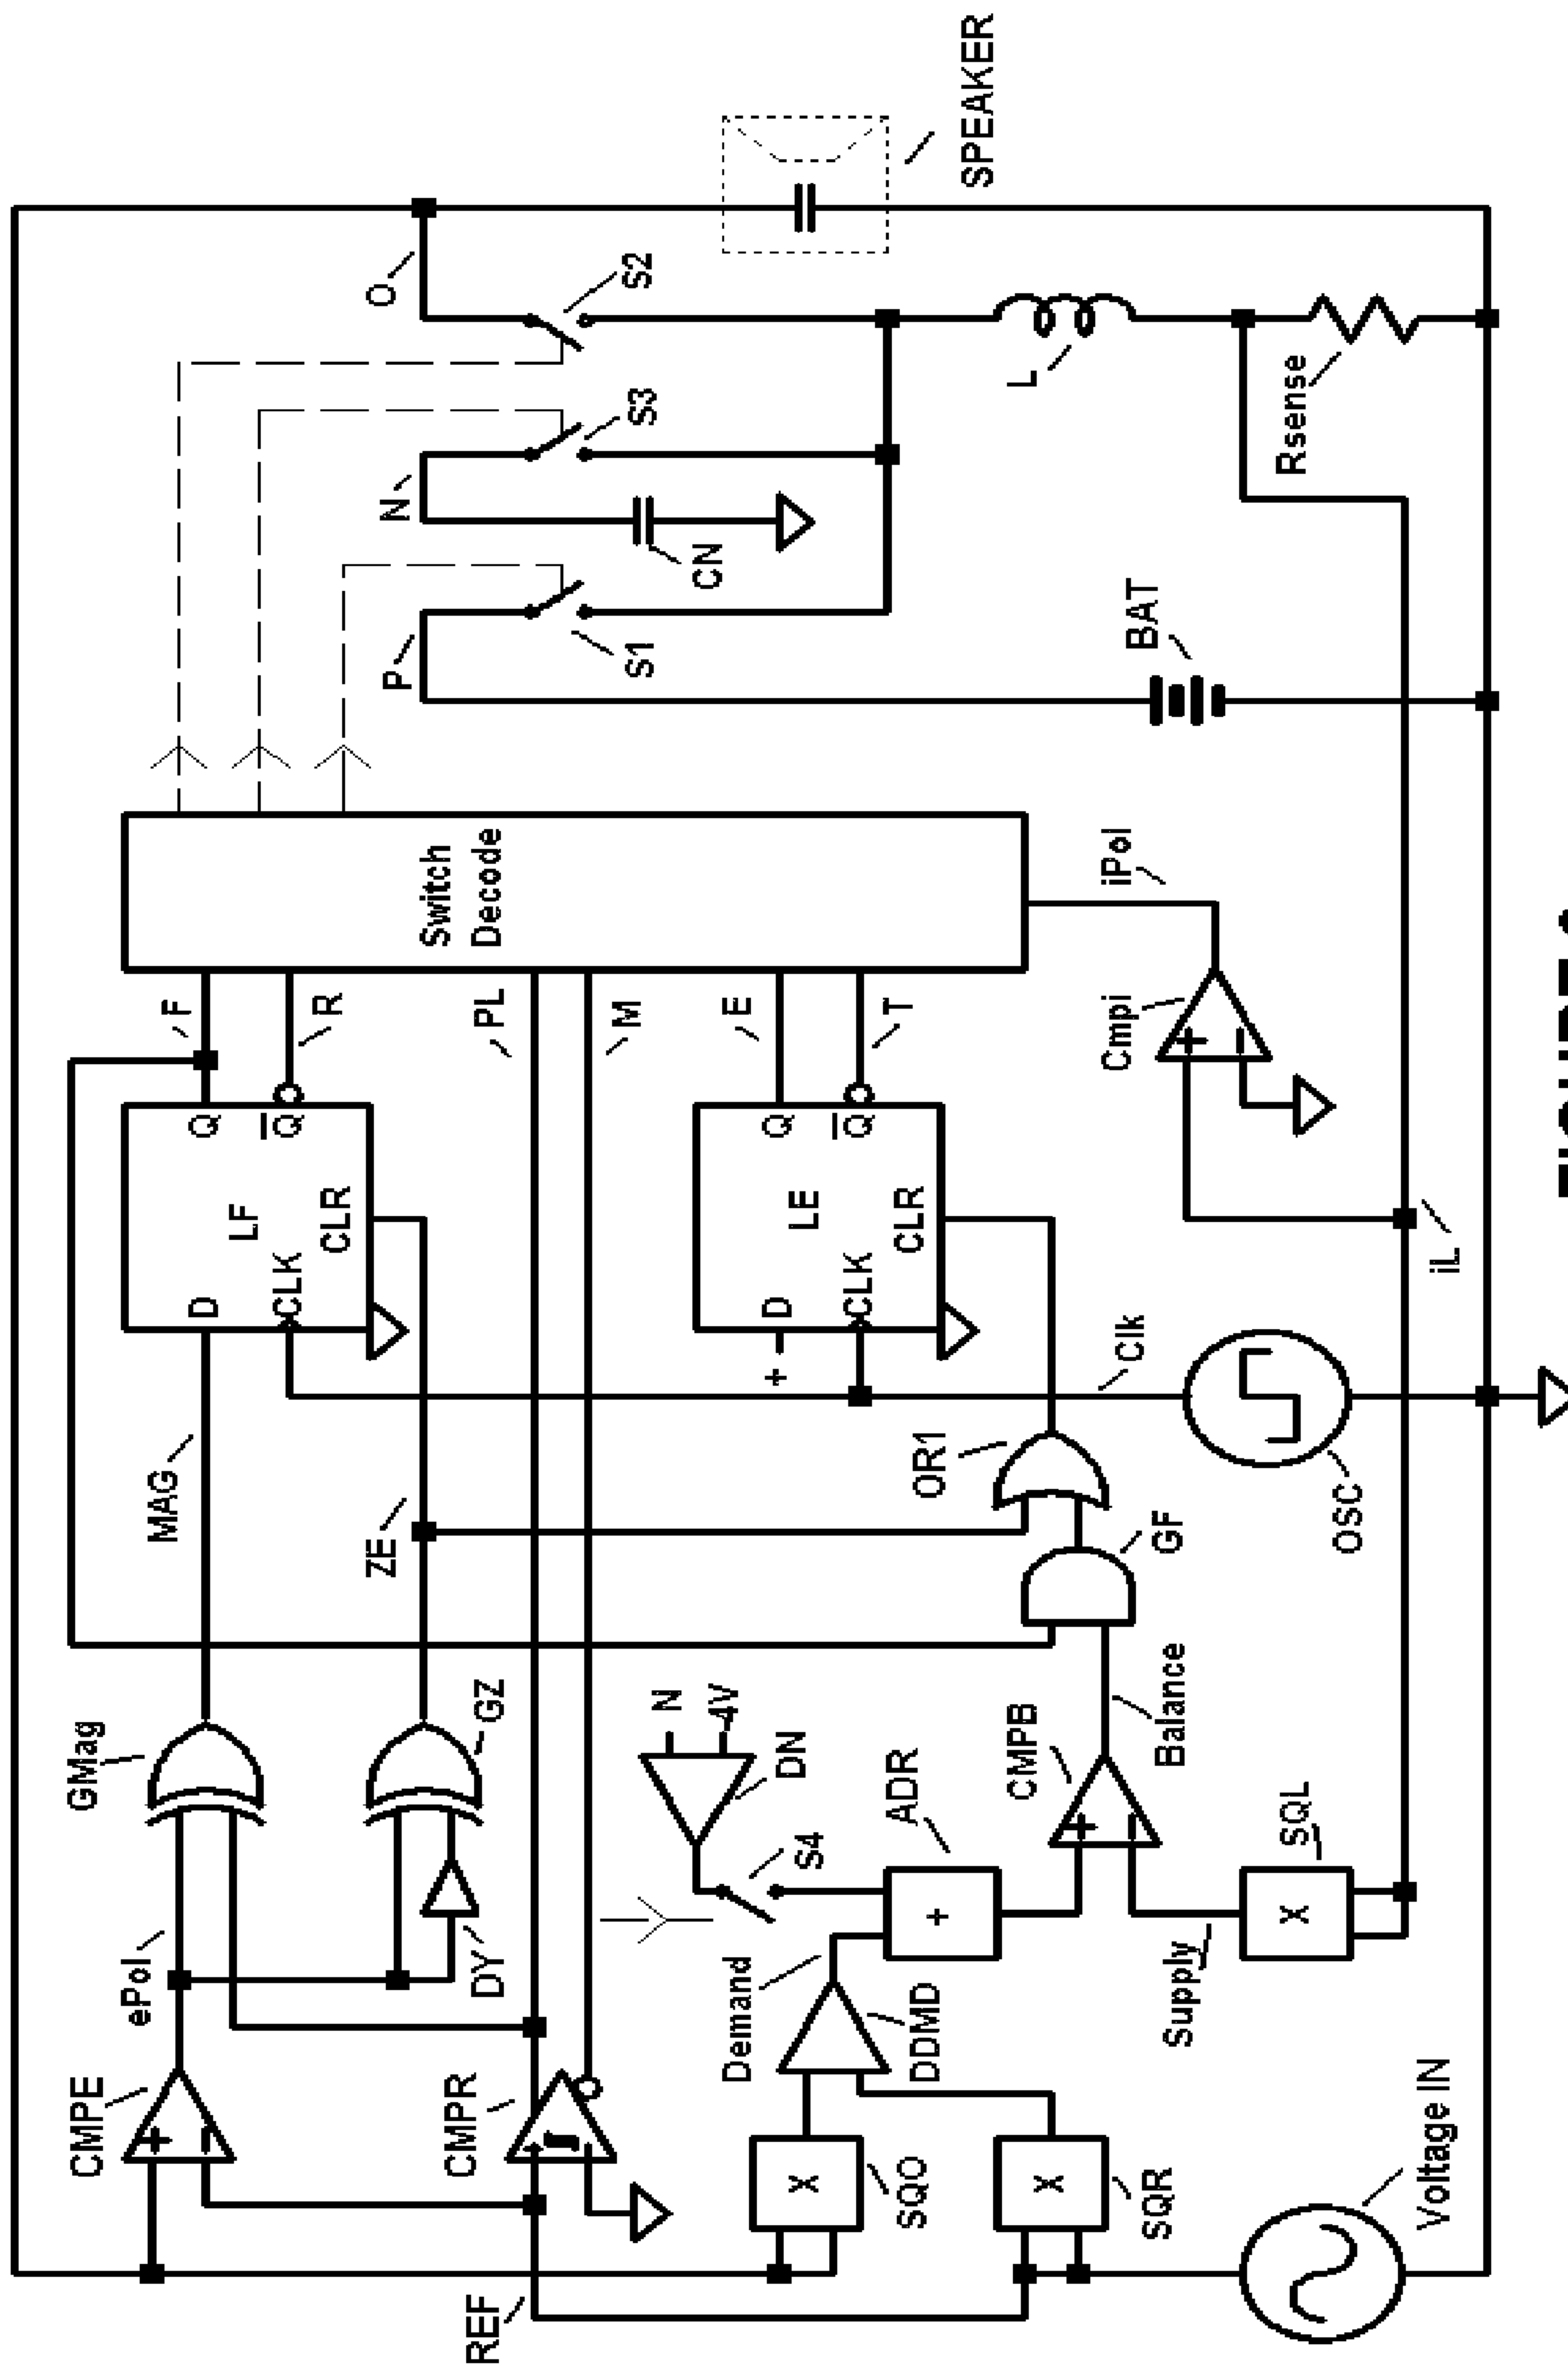 SPEAKER
O
S2
N
S3
L
Rsense
CN
P
S1
BAT
Switch
Decode
iPol
F
R
PL
M
E
T
Cmpi
Q
Q
LF
CLR
D
CLK
Q
Q
LE
CLR
D
CLK
+
+
−
iL
Clk
OSC
MAG
ZE
OR1
GF
GMag
GZ
N
4V
DN
S4
ADR
+
CMPB
+
−
Balance
SQL
X
Supply
ePol
DY
Demand
DDMD
CMPE
+
−
CMPR
+
−
X
SQO
X
SQR
REF
Voltage IN